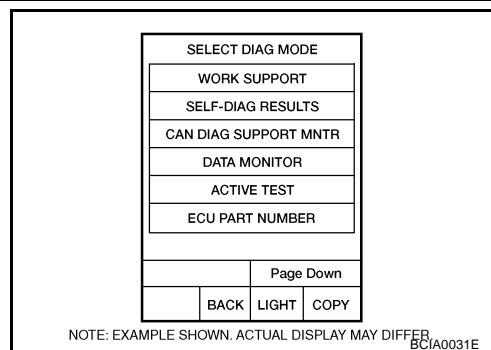 SELECT DIAG MODE
WORK SUPPORT
SELF-DIAG RESULTS
CAN DIAG SUPPORT MNTR
DATA MONITOR
ACTIVE TEST
ECU PART NUMBER
Page Down
BACK LIGHT COPY
NOTE: EXAMPLE SHOWN. ACTUAL DISPLAY MAY DIFFER.
BCIA0031E